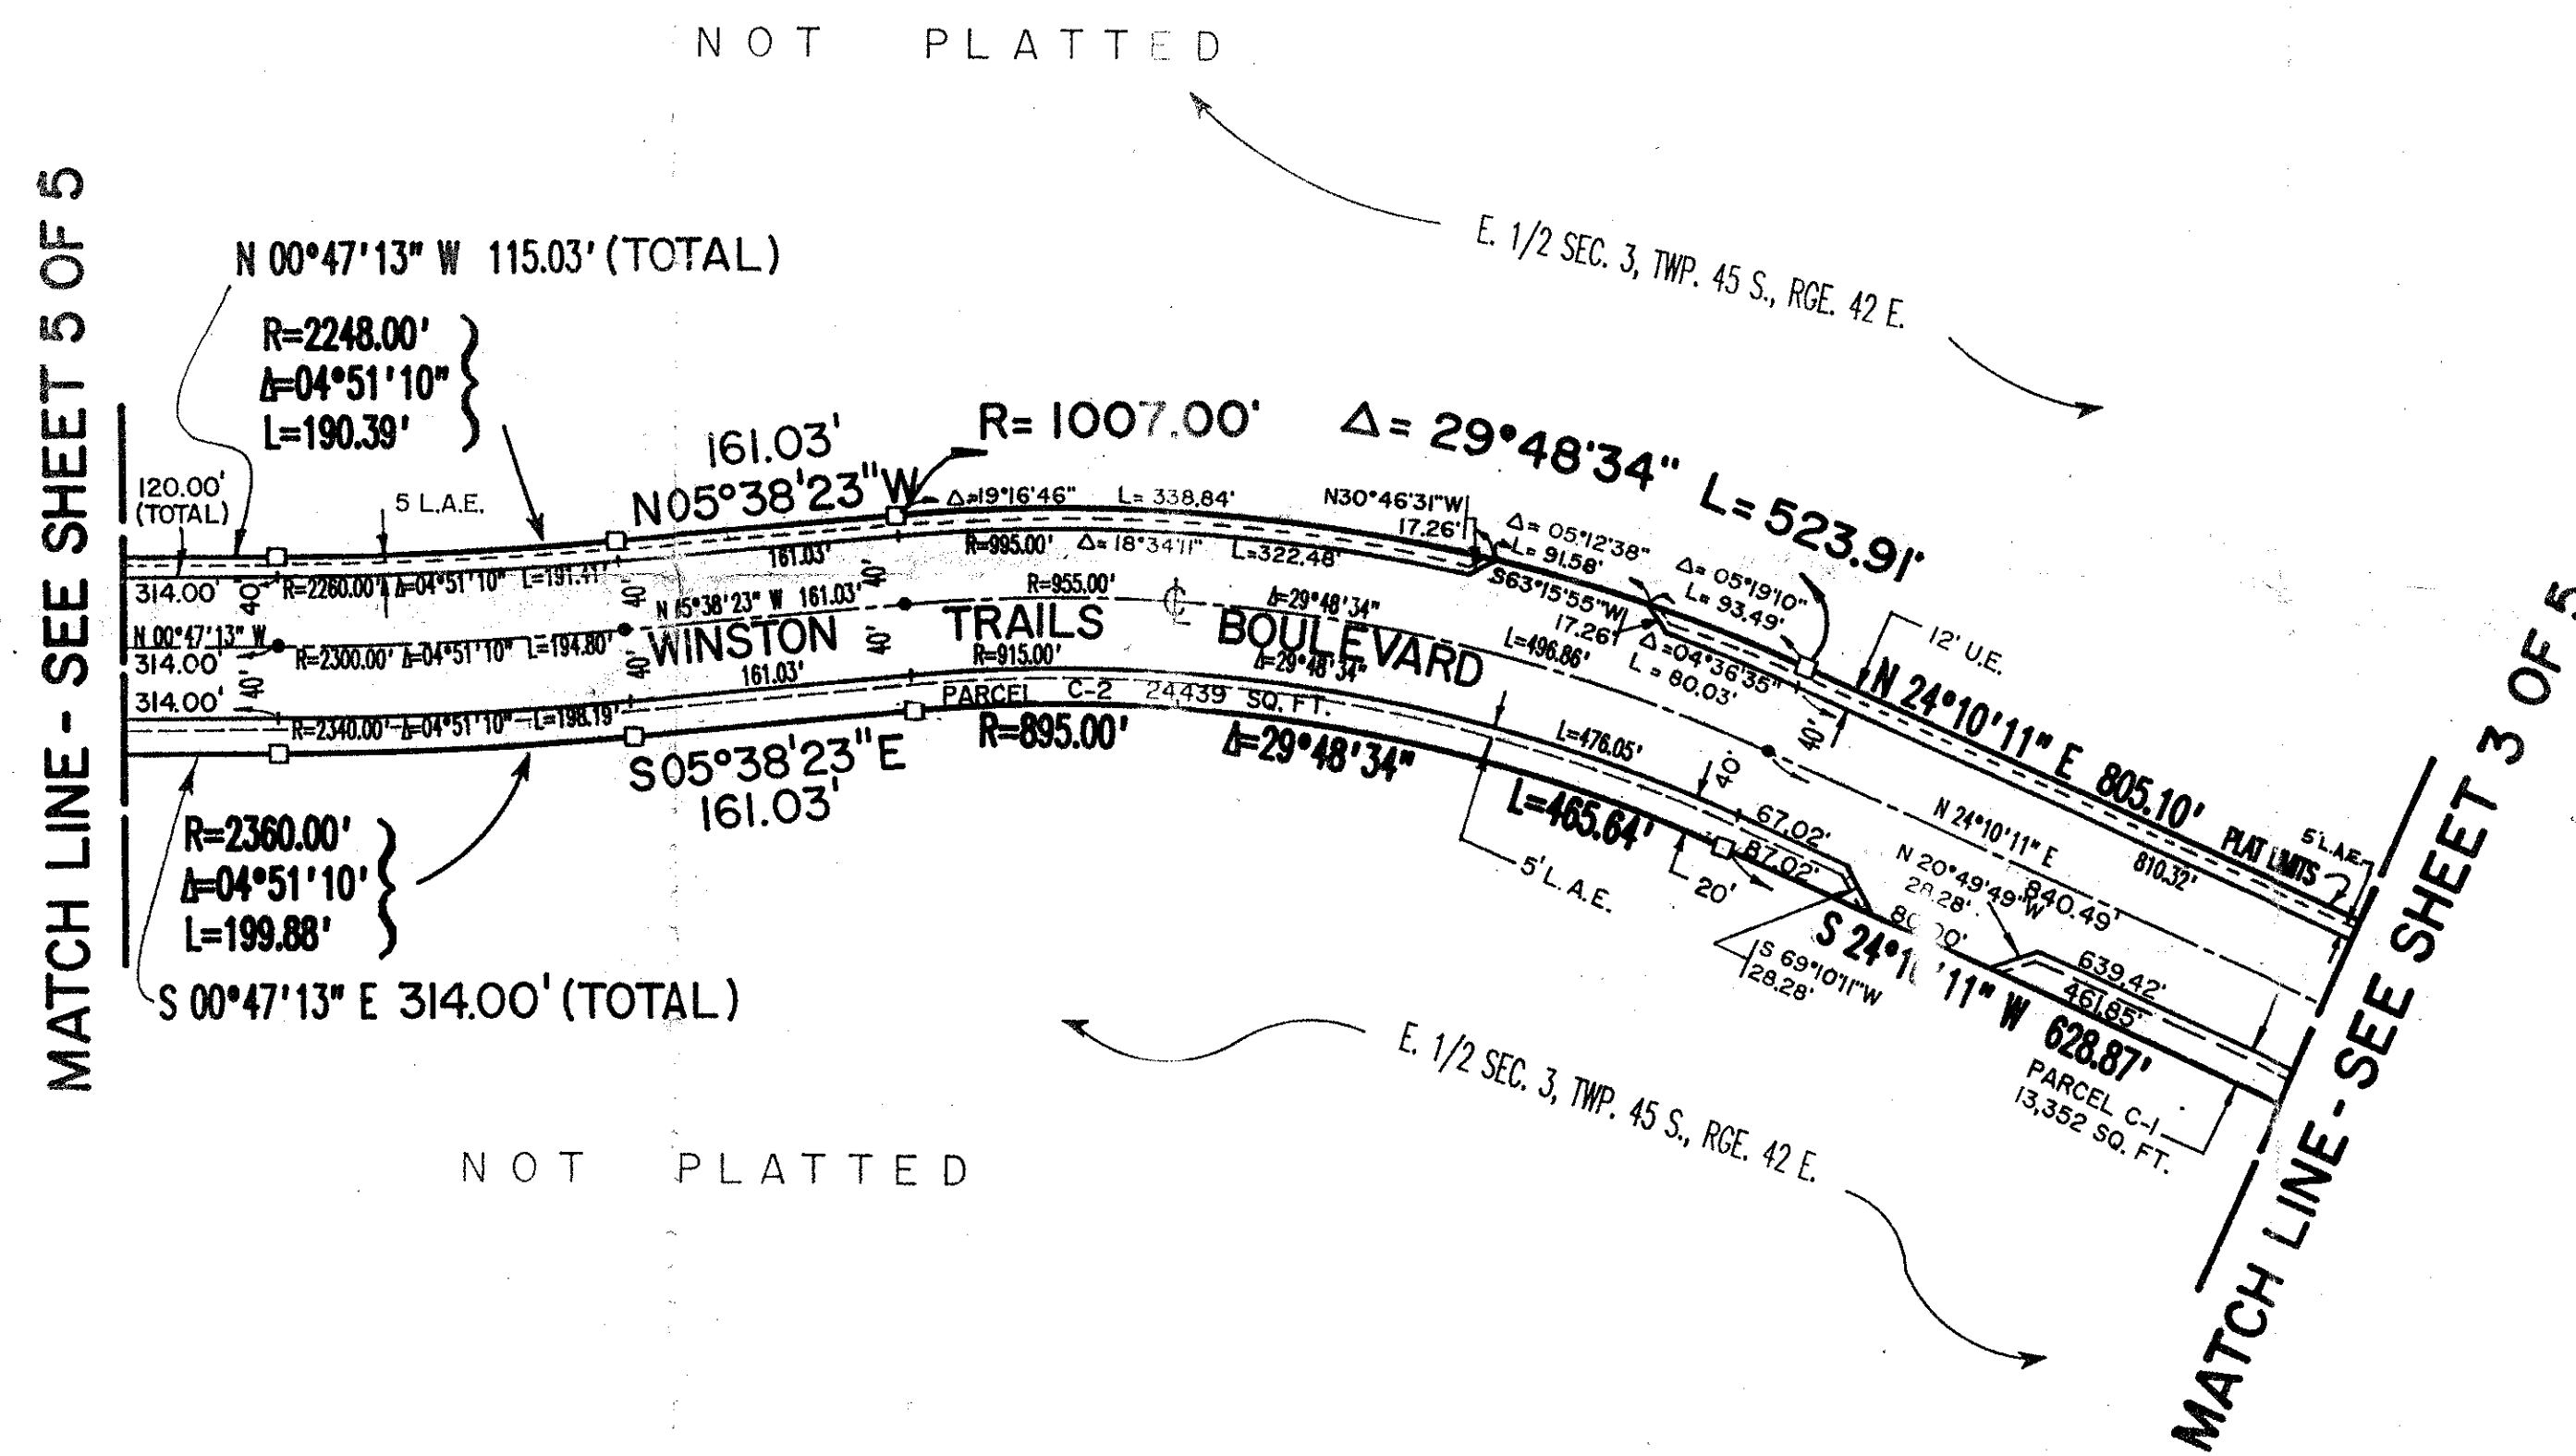 NOT PLATTED
MATCH LINE - SEE SHEET 5 OF 5
N 00°47'13" W 115.03' (TOTAL)
R=2248.00'
Δ=04°51'10"
L=190.39'
E. 1/2 SEC. 3, TWP. 45 S., RGE. 42 E.
161.03'
N05°38'23"W
R= 1007.00' Δ= 29°48'34" L= 523.91'
120.00'
(TOTAL)
5 L.A.E.
Δ=19°16'46" L= 338.84'
N30°46'31"W
17.26'
Δ= 05°12'38"
L= 91.58'
Δ= 05°19'10"
L= 93.49'
12' U.E.
314.00'
40'
R=2260.00' Δ=04°51'10" L=191.41'
161.03'
40'
40'
R=995.00' Δ= 18°34'11" L=322.48'
S63°15'55"W
17.26'
Δ=04°36'35"
L= 80.03'
N 00°47'13" W
314.00'
R=2300.00' Δ=04°51'10" L=194.80'
N 15°38'23" W 161.03'
R=955.00'
℄
Δ=29°48'34"
L=496.86'
WINSTON TRAILS BOULEVARD
40'
40'
40'
314.00'
R=2340.00' Δ=04°51'10" L=198.19'
161.03'
R=915.00'
Δ=29°48'34"
L=476.05'
PARCEL C-2 24,439 SQ. FT.
S05°38'23"E
161.03'
R=895.00' Δ=29°48'34" L=465.64'
40'
40'
N 24°10'11" E 805.10'
PLAT LIMITS
5' L.A.E.
N 24°10'11" E
840.49'
810.32'
67.02'
87.02'
5' L.A.E.
20'
N 20°49'49"W
28.28'
S 69°10'11"W
28.28'
639.42'
461.85'
628.87'
PARCEL C-1
13,352 SQ. FT.
R=2360.00'
Δ=04°51'10'
L=199.88'
S 00°47'13" E 314.00' (TOTAL)
E. 1/2 SEC. 3, TWP. 45 S., RGE. 42 E.
NOT PLATTED
MATCH LINE - SEE SHEET 3 OF 5